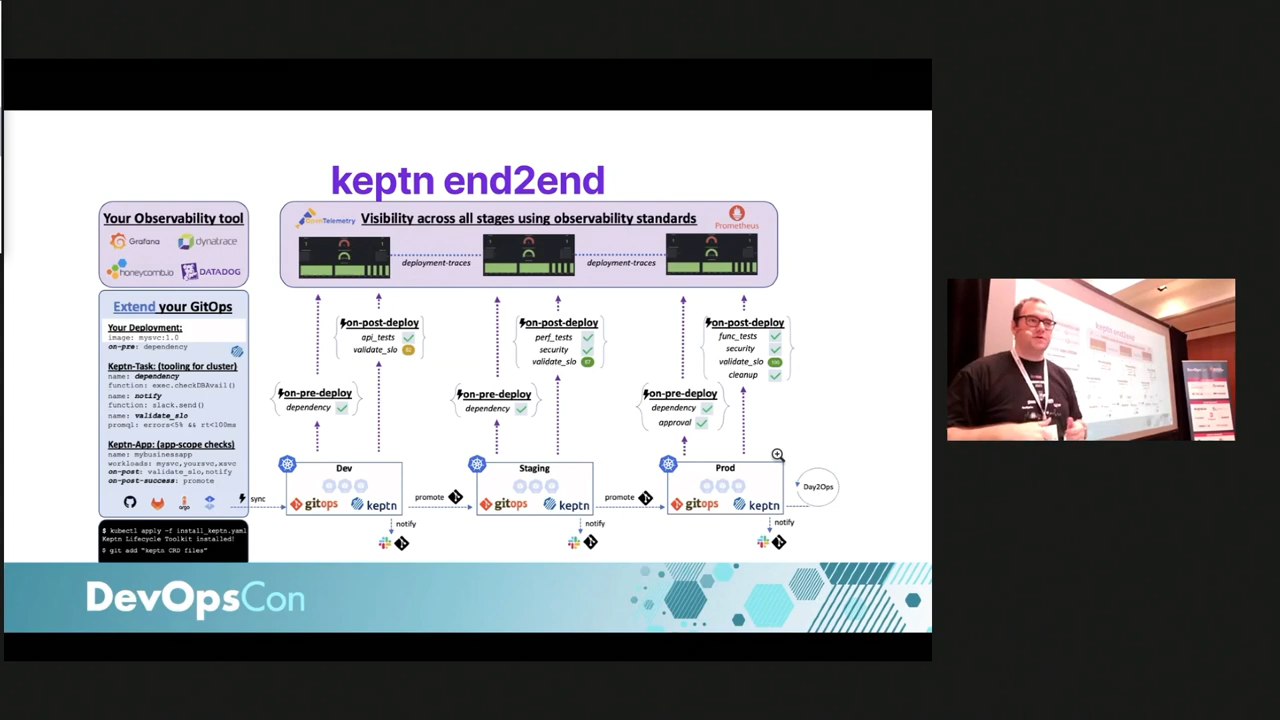 keptn end2end
Your Observability tool
Grafana
dynatrace
honeycomb.io
DATADOG
OpenTelemetry
Visibility across all stages using observability standards
Prometheus
deployment-traces
deployment-traces
Extend your GitOps
Your Deployment:
image: mysvc:1.0
on-pre: dependency
Keptn-Task: (tooling for cluster)
name: dependency
function: exec.checkDBAvail()
name: notify
function: slack.send()
name: validate_slo
promql: errors<5% && rt<100ms
Keptn-App: (app-scope checks)
name: mybusinessapp
workloads: mysvc,yoursvc,xsvc
on-post: validate_slo,notify
on-post-success: promote
argo
sync
$ kubectl apply -f install_keptn.yaml
Keptn Lifecycle Toolkit installed!
$ git add "keptn CRD files"
on-post-deploy
api_tests
validate_slo
on-pre-deploy
dependency
Dev
gitops
keptn
notify
promote
on-post-deploy
perf_tests
security
validate_slo
on-pre-deploy
dependency
Staging
gitops
keptn
notify
promote
on-post-deploy
func_tests
security
validate_slo 100
cleanup
on-pre-deploy
dependency
approval
Prod
gitops
keptn
notify
Day2Ops
DevOpsCon
keptn end2end